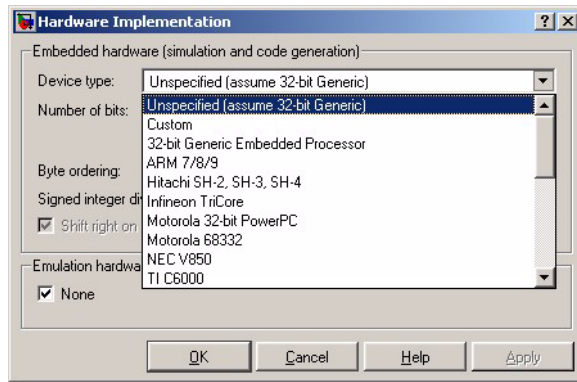 Hardware Implementation
Embedded hardware (simulation and code generation)
Device type: Unspecified (assume 32-bit Generic)
Number of bits: Unspecified (assume 32-bit Generic)
Custom
32-bit Generic Embedded Processor
ARM 7/8/9
Byte ordering:
Hitachi SH-2, SH-3, SH-4
Signed integer di
Infineon TriCore
Shift right on
Motorola 32-bit PowerPC
Motorola 68332
NEC V850
Emulation hardwa
TI C6000
None
OK Cancel Help Apply